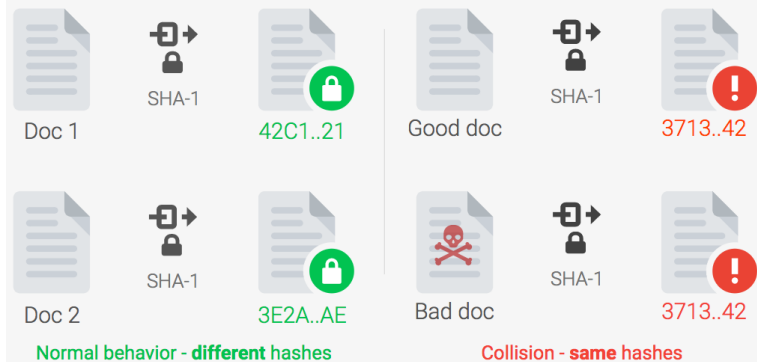 SHA-1
Doc 1
42C1..21
SHA-1
Doc 2
3E2A..AE
Normal behavior - different hashes
SHA-1
Good doc
3713..42
SHA-1
Bad doc
3713..42
Collision - same hashes